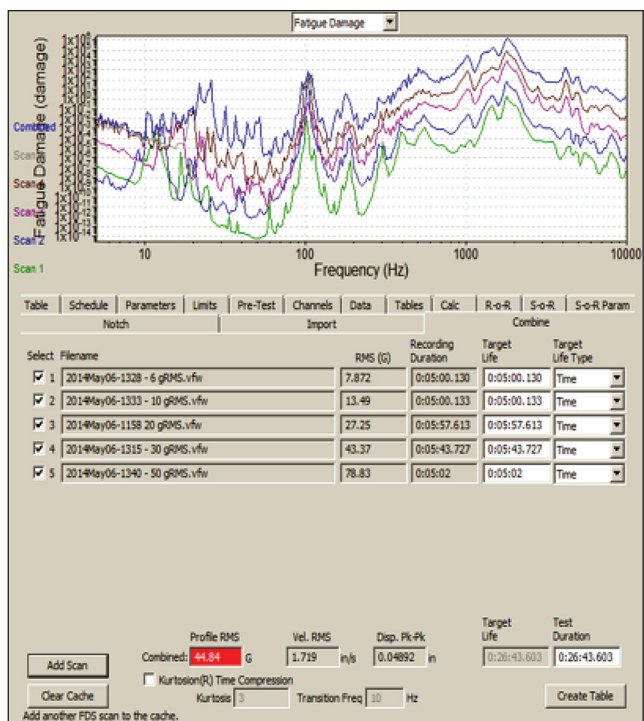 Fatigue Damage
Fatigue Damage (damage)
Combined
Scan 2
Scan 1
10
100
1000
10000
Frequency (Hz)
Table Schedule Parameters Limits Pre-Test Channels Data Tables Calc R-o-R S-o-R S-o-R Param
Notch Import Combine
Select Filename RMS (G) Recording Duration Target Life Target Life Type
1 2014May06-1328 - 6 gRMS.vfw 7.872 0:05:00.130 0:05:00.130 Time
2 2014May06-1333 - 10 gRMS.vfw 13.49 0:05:00.133 0:05:00.133 Time
3 2014May06-1158 20 gRMS.vfw 27.25 0:05:57.613 0:05:57.613 Time
4 2014May06-1315 - 30 gRMS.vfw 43.37 0:05:43.727 0:05:43.727 Time
5 2014May06-1340 - 50 gRMS.vfw 78.83 0:05:02 0:05:02 Time
Profile RMS Vel. RMS Disp. Pk-Pk Target Life Test Duration
Combined: 44.84 G 1.719 in/s 0.04892 in 0:26:43.603 0:26:43.603
Add Scan
Kurtosion(R) Time Compression
Clear Cache Kurtosis 3 Transition Freq 10 Hz Create Table
Add another FDS scan to the cache.